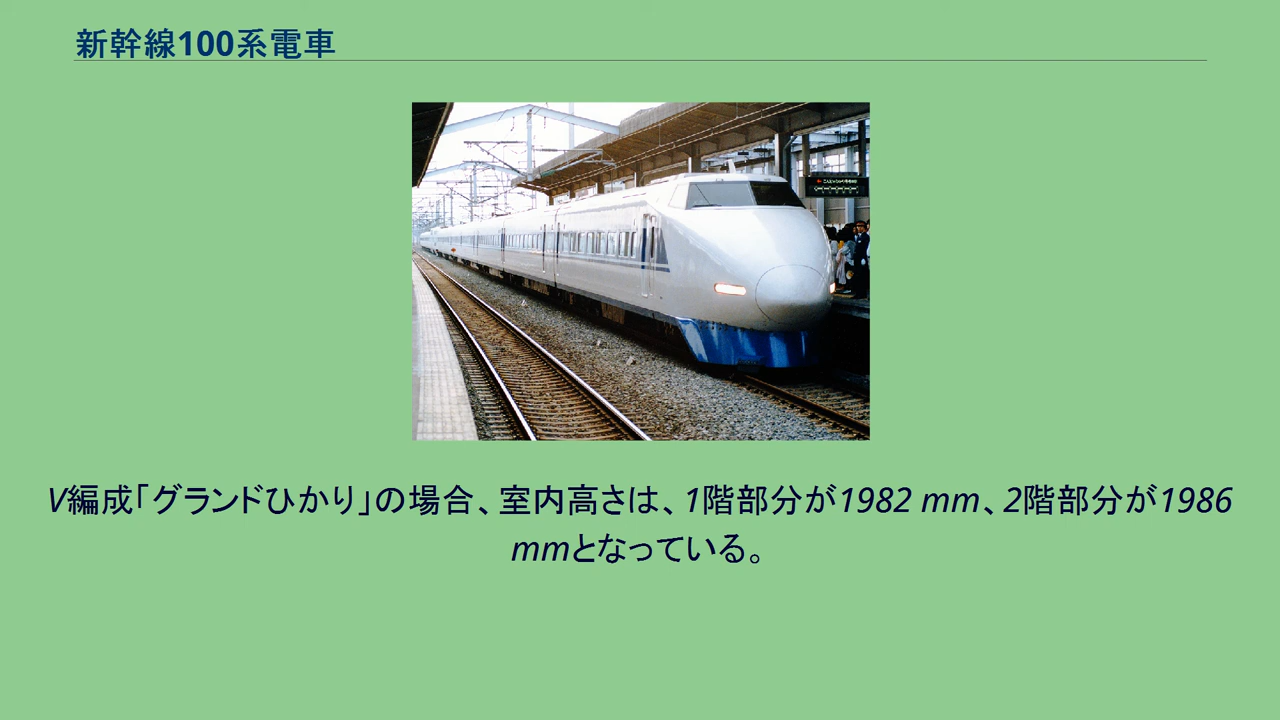 新幹線100系電車
V編成「グランドひかり」の場合、室内高さは、1階部分が1982 mm、2階部分が1986
mmとなっている。